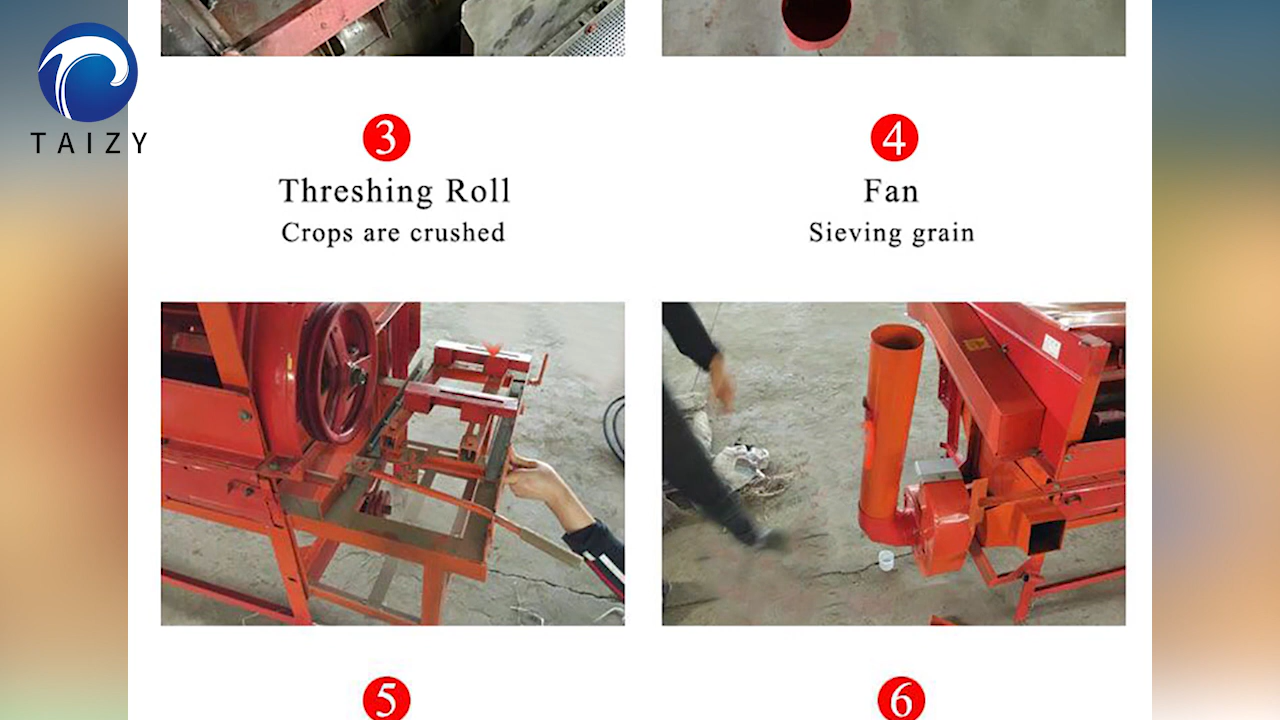 TAIZY
3
4
Threshing Roll
Fan
Crops are crushed
Sieving grain
5
6